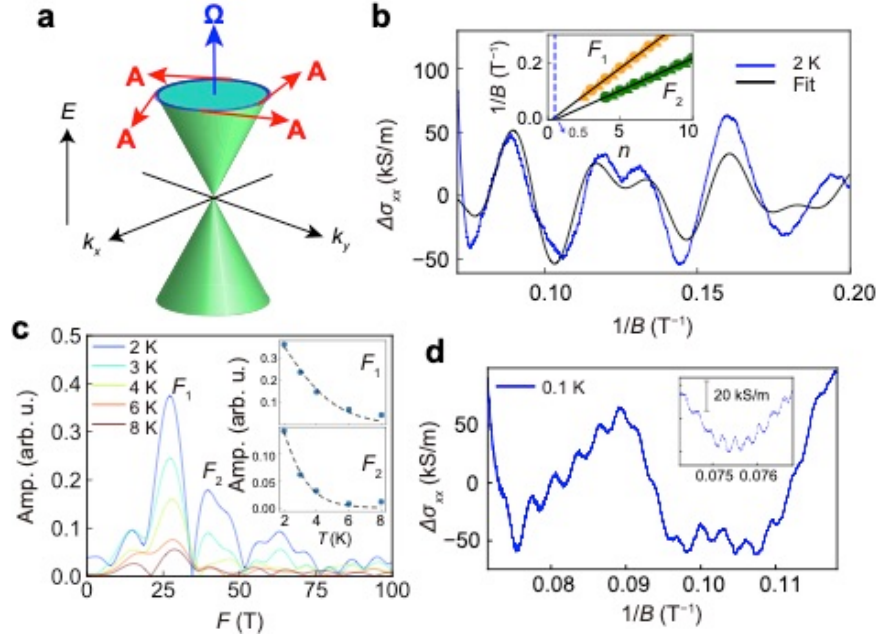 a
Ω
A
A
A
A
E
k_x
k_y
b
Δσ_xx (kS/m)
100
50
0
−50
0.10
0.15
0.20
1/B (T⁻¹)
2 K
Fit
1/B (T⁻¹)
0.2
0.0
F₁
F₂
0.5
0
5
10
n
c
Amp. (arb. u.)
0.5
0.4
0.3
0.2
0.1
0.0
0
25
50
75
100
F (T)
2 K
3 K
4 K
6 K
8 K
F₁
F₂
Amp. (arb. u.)
0.3
0.2
0.1
F₁
0.10
0.05
0.00
F₂
2
4
6
8
T (K)
d
Δσ_xx (kS/m)
50
0
−50
0.08
0.09
0.10
0.11
1/B (T⁻¹)
0.1 K
20 kS/m
0.075
0.076